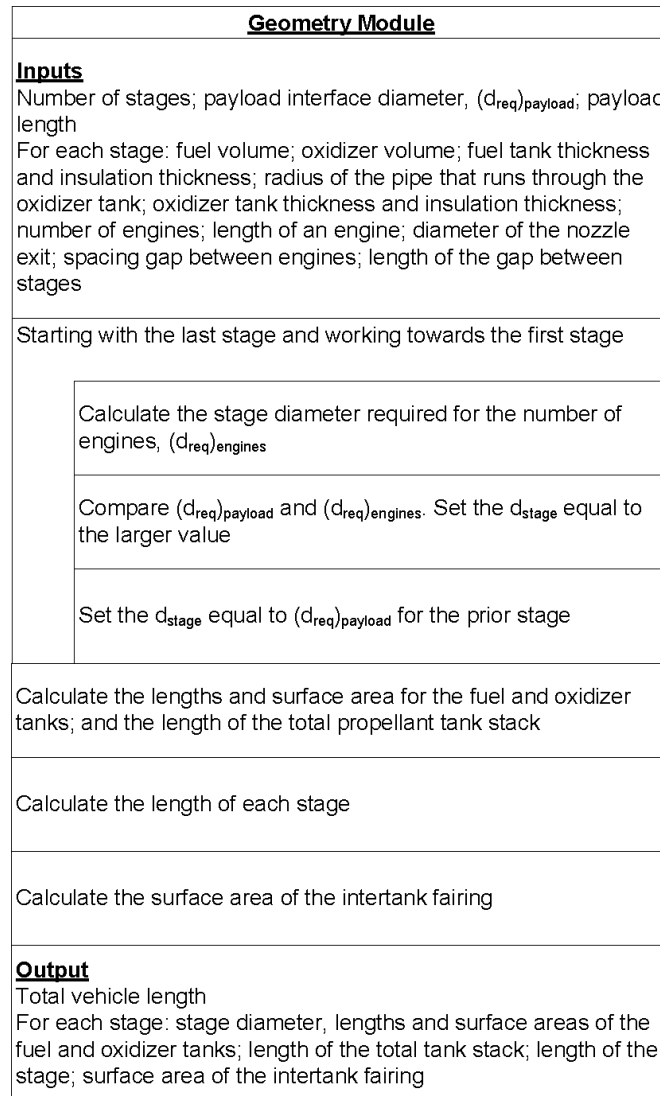 Geometry Module
Inputs
Number of stages; payload interface diameter, (dreq)payload; payload
length
For each stage: fuel volume; oxidizer volume; fuel tank thickness
and insulation thickness; radius of the pipe that runs through the
oxidizer tank; oxidizer tank thickness and insulation thickness;
number of engines; length of an engine; diameter of the nozzle
exit; spacing gap between engines; length of the gap between
stages
Starting with the last stage and working towards the first stage
Calculate the stage diameter required for the number of
engines, (dreq)engines
Compare (dreq)payload and (dreq)engines. Set the dstage equal to
the larger value
Set the dstage equal to (dreq)payload for the prior stage
Calculate the lengths and surface area for the fuel and oxidizer
tanks; and the length of the total propellant tank stack
Calculate the length of each stage
Calculate the surface area of the intertank fairing
Output
Total vehicle length
For each stage: stage diameter, lengths and surface areas of the
fuel and oxidizer tanks; length of the total tank stack; length of the
stage; surface area of the intertank fairing